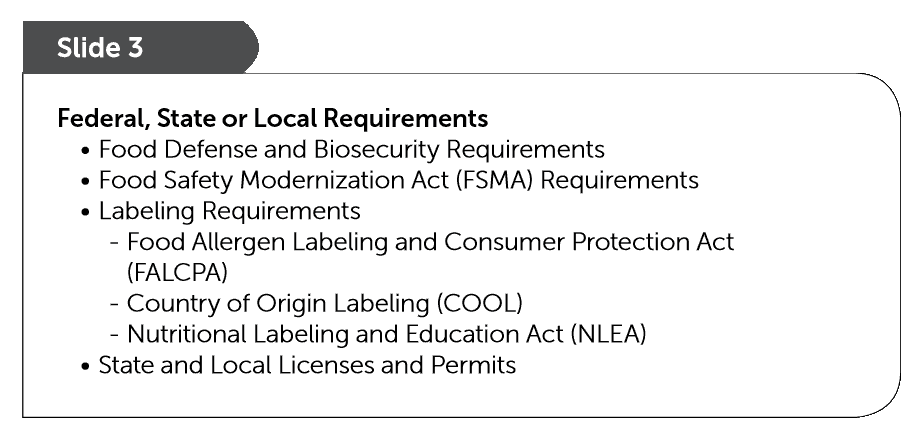 Slide 3
Federal, State or Local Requirements
• Food Defense and Biosecurity Requirements
• Food Safety Modernization Act (FSMA) Requirements
• Labeling Requirements
- Food Allergen Labeling and Consumer Protection Act
(FALCPA)
- Country of Origin Labeling (COOL)
- Nutritional Labeling and Education Act (NLEA)
• State and Local Licenses and Permits